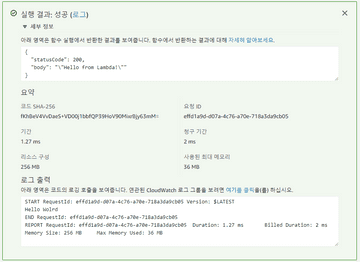 실행 결과: 성공 (로그)
세부 정보
아래 영역은 함수 실행에서 반환한 결과를 보여줍니다. 함수에서 반환하는 결과에 대해 자세히 알아보세요.
{
"statusCode": 200,
"body": "\"Hello from Lambda!\""
}
요약
코드 SHA-256
요청 ID
effd1a9d-d07a-4c76-a70e-718a3da9cb05
기간
청구 기간
1.27 ms
2 ms
리소스 구성
사용된 최대 메모리
256 MB
36 MB
로그 출력
아래 영역은 코드의 로깅 호출을 보여줍니다. 연관된 CloudWatch 로그 그룹을 보려면 여기를 클릭을(를) 하십시오.
START RequestId: effd1a9d-d07a-4c76-a70e-718a3da9cb05 Version: $LATEST
Hello Wolrd
END RequestId: effd1a9d-d07a-4c76-a70e-718a3da9cb05
REPORT RequestId: effd1a9d-d07a-4c76-a70e-718a3da9cb05 Duration: 1.27 ms Billed Duration: 2 ms
Memory Size: 256 MB Max Memory Used: 36 MB